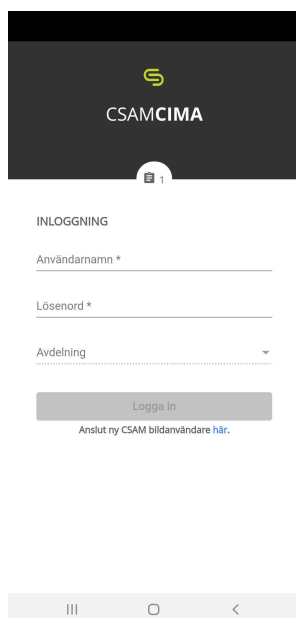 CSAMCIMA
1
INLOGGNING
Användarnamn *
Lösenord *
Avdelning
Logga in
Anslut ny CSAM bildanvändare här.